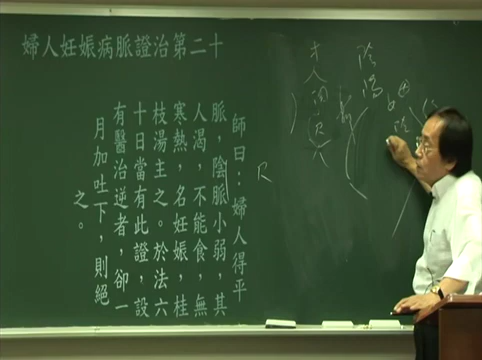 婦人妊娠病脈證治第二十
師曰：婦人得平
脈，陰脈小弱，其
人渴，不能食，無
寒熱，名妊娠，桂
枝湯主之。於法六
十日當有此證，設
有醫治逆者，卻一
月加吐下，則絕
之。
R
陰陽